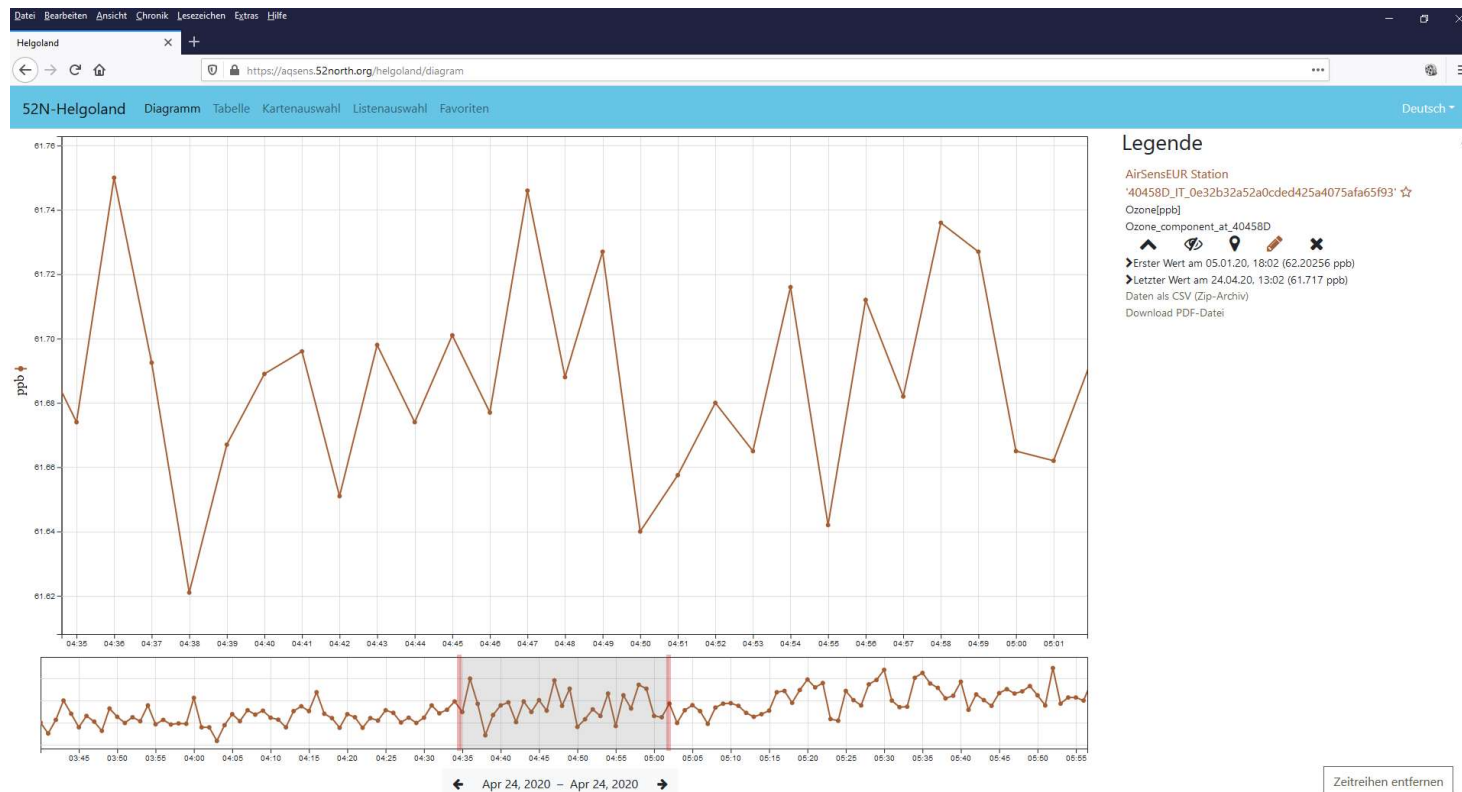 Datei Bearbeiten Ansicht Chronik Lesezeichen Extras Hilfe
Helgoland
https://aqsens.52north.org/helgoland/diagram
52N-Helgoland Diagramm Tabelle Kartenauswahl Listenauswahl Favoriten Deutsch
61.76
61.74
61.72
61.70
61.68
61.66
61.64
61.62
ppb
04:35 04:36 04:37 04:38 04:39 04:40 04:41 04:42 04:43 04:44 04:45 04:46 04:47 04:48 04:49 04:50 04:51 04:52 04:53 04:54 04:55 04:56 04:57 04:58 04:59 05:00 05:01
03:45 03:50 03:55 04:00 04:05 04:10 04:15 04:20 04:25 04:30 04:35 04:40 04:45 04:50 04:55 05:00 05:05 05:10 05:15 05:20 05:25 05:30 05:35 05:40 05:45 05:50 05:55
Apr 24, 2020 – Apr 24, 2020
Legende
AirSensEUR Station
'40458D_IT_0e32b32a52a0cded425a4075afa65f93'
Ozone[ppb]
Ozone_component_at_40458D
Erster Wert am 05.01.20, 18:02 (62.20256 ppb)
Letzter Wert am 24.04.20, 13:02 (61.717 ppb)
Daten als CSV (Zip-Archiv)
Download PDF-Datei
Zeitreihen entfernen